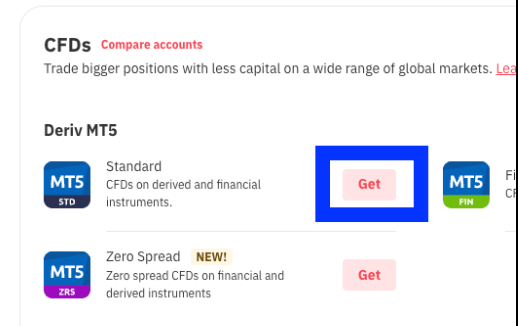 CFDs Compare accounts
Trade bigger positions with less capital on a wide range of global markets. Lea
Deriv MT5
MT5
STD
Standard
CFDs on derived and financial
instruments.
Get
MT5
FIN
Fi
CF
MT5
ZRS
Zero Spread NEW!
Zero spread CFDs on financial and
derived instruments
Get